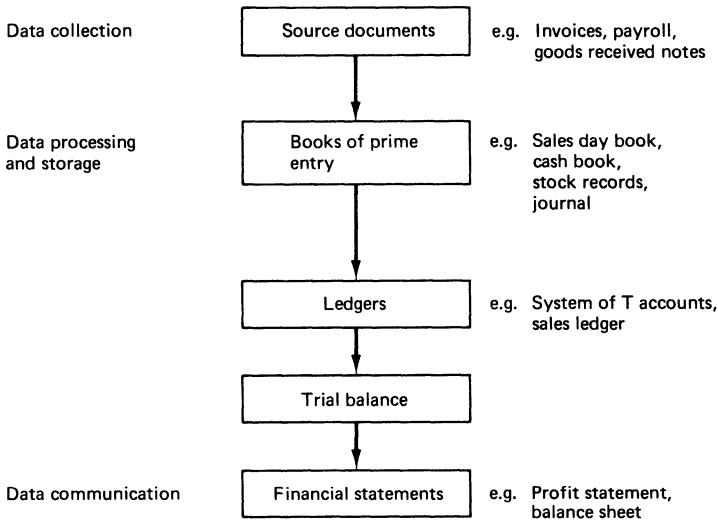 Data collection
Source documents
e.g. Invoices, payroll,
goods received notes
Data processing
and storage
Books of prime
entry
e.g. Sales day book,
cash book,
stock records,
journal
Ledgers
e.g. System of T accounts,
sales ledger
Trial balance
Data communication
Financial statements
e.g. Profit statement,
balance sheet